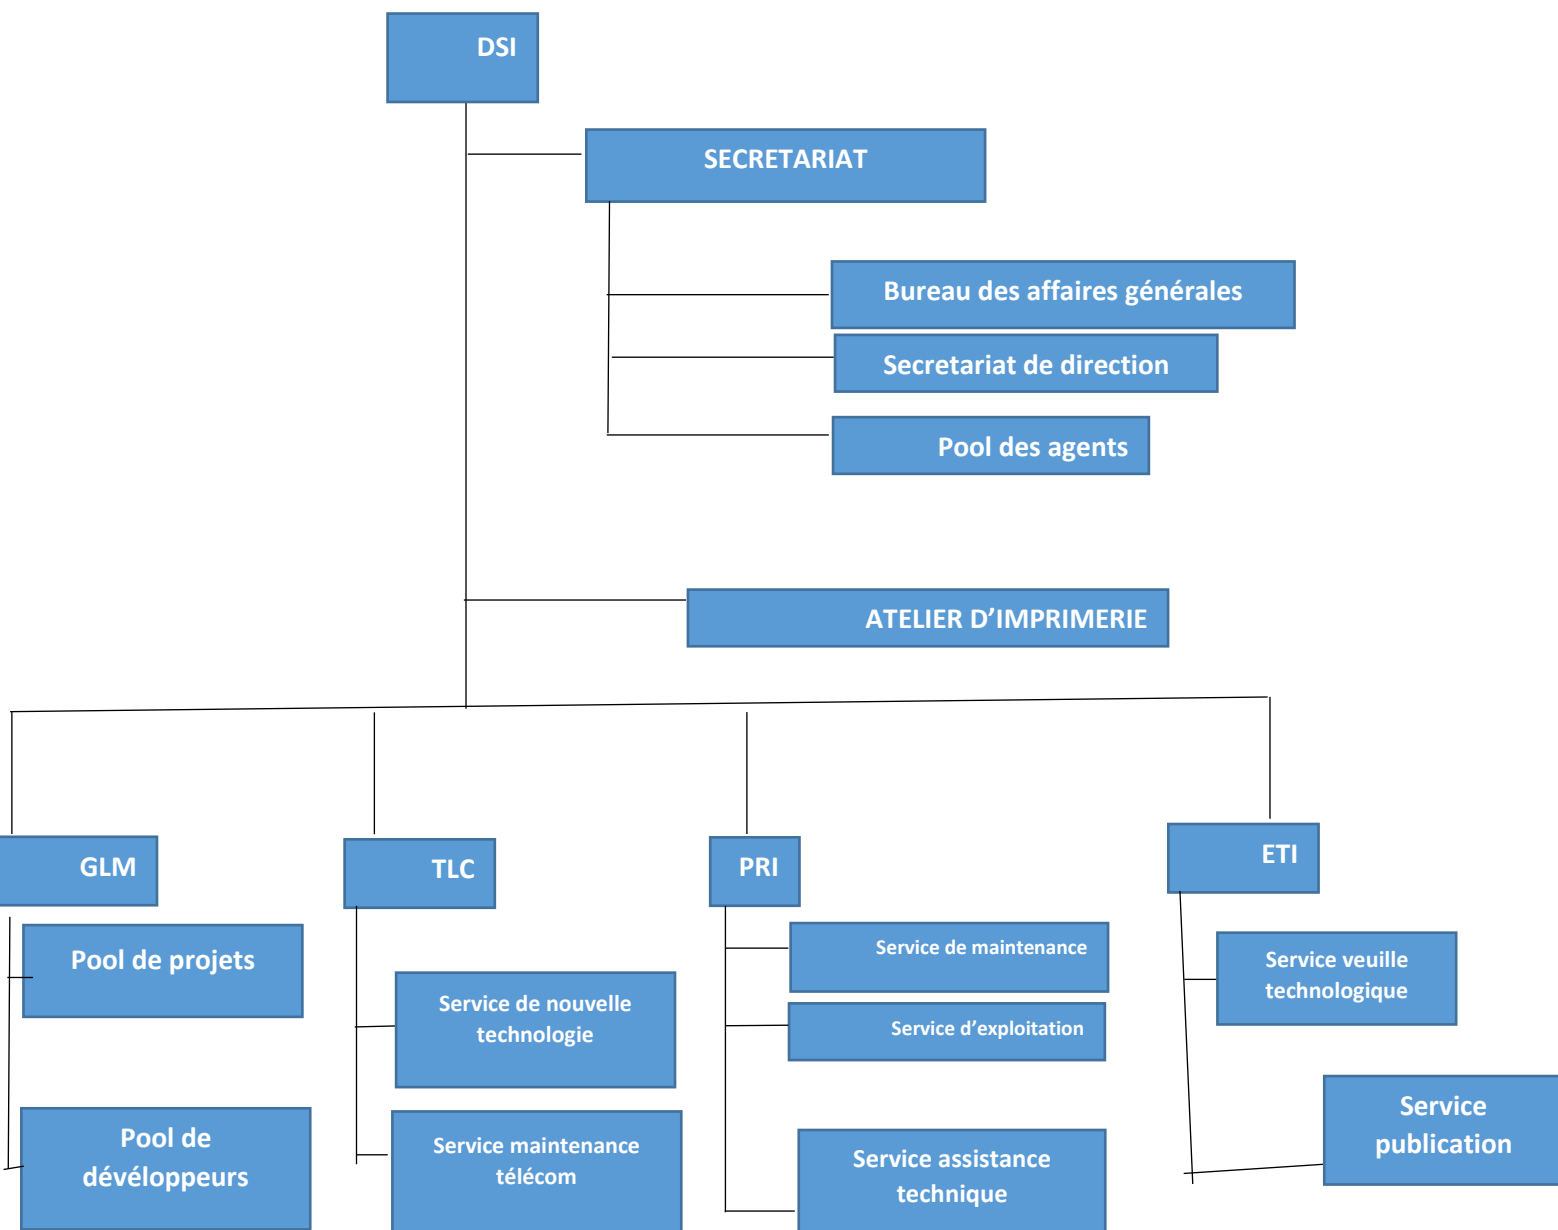 DSI
SECRETARIAT
Bureau des affaires générales
Secretariat de direction
Pool des agents
ATELIER D’IMPRIMERIE
GLM
TLC
PRI
ETI
Pool de projets
Pool de
dévéloppeurs
Service de nouvelle
technologie
Service maintenance
télécom
Service de maintenance
Service d’exploitation
Service assistance
technique
Service veuille
technologique
Service
publication